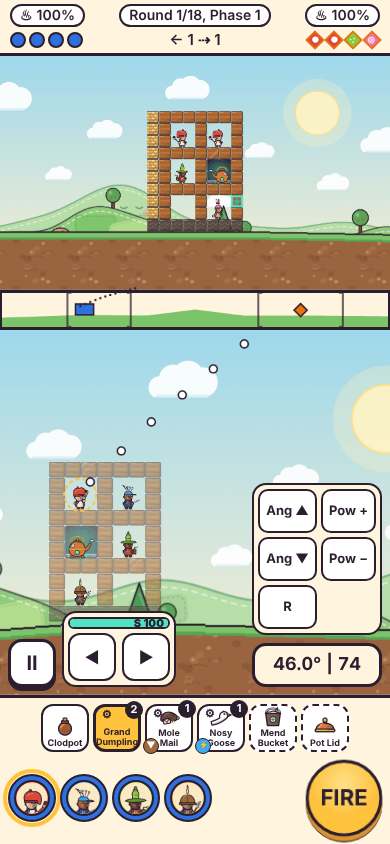 ♨ 100%
Round 1/18, Phase 1
♨ 100%
← 1 ⇢ 1
S 100
Ang ▲
Pow +
Ang ▼
Pow −
R
46.0° | 74
Clodpot
Grand Dumpling
2
Mole Mail
1
Nosy Goose
1
Mend Bucket
Pot Lid
FIRE